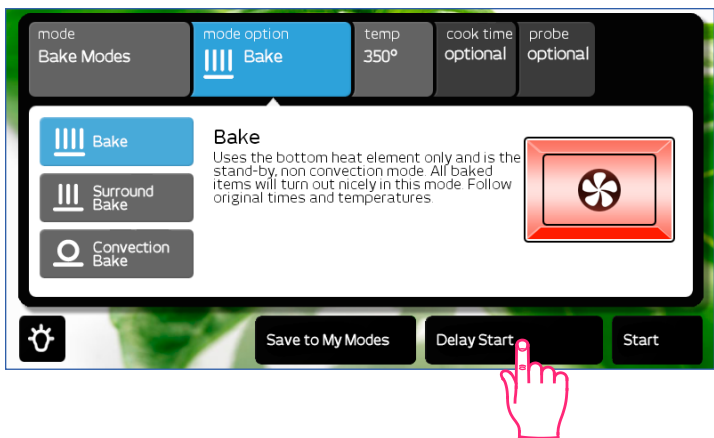 mode
Bake Modes
mode option
Bake
temp
350°
cook time
optional
probe
optional
Bake
Surround
Bake
Convection
Bake
Bake
Uses the bottom heat element only and is the
stand-by, non convection mode. All baked
items will turn out nicely in this mode. Follow
original times and temperatures.
Save to My Modes
Delay Start
Start